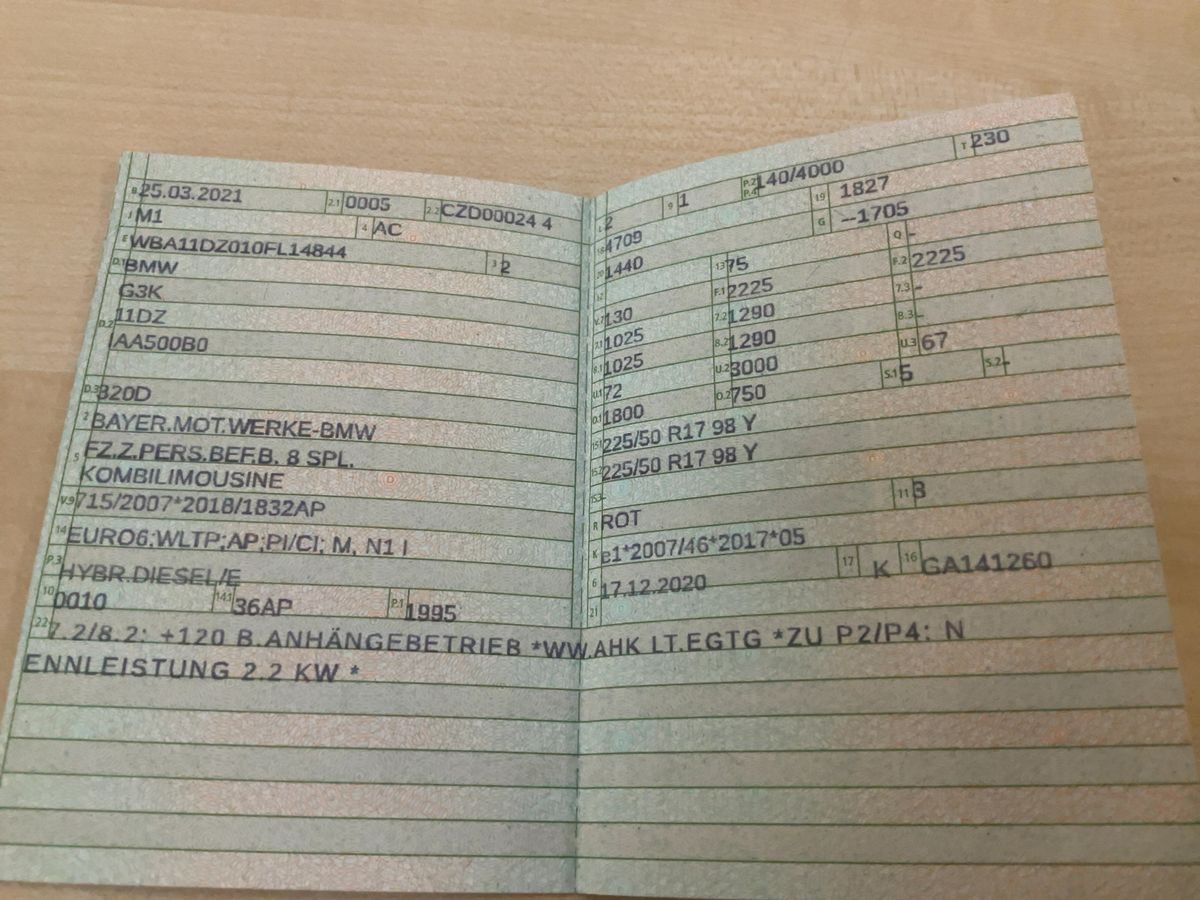 B 25.03.2021 2.1 0005 2.2 CZD00024 4
J M1 4 AC
E WBA11DZ010FL14844 3 2
D.1 BMW
G3K
D.2 11DZ
IAA500B0
D.3 320D
2 BAYER.MOT.WERKE-BMW
5 FZ.Z.PERS.BEF.B. 8 SPL.
KOMBILIMOUSINE
V.9 715/2007*2018/1832AP
14 EURO6;WLTP;AP;PI/CI; M, N1 I
P.3 HYBR.DIESEL/E
10 0010 14.1 36AP P.1 1995
L 2 9 1 P.2 P.4 140/4000 T 230
18 4709 19 1827
20 1440 G --1705
12 - 13 75 Q -
V.7 130 F.1 2225 F.2 2225
7.1 1025 7.2 1290 7.3 -
8.1 1025 8.2 1290 8.3 -
U.1 72 U.2 3000 U.3 67
O.1 1800 O.2 750 S.1 5 S.2 -
15.1 225/50 R17 98 Y
15.2 225/50 R17 98 Y
15.3 -
R ROT 11 3
K e1*2007/46*2017*05
6 17.12.2020 17 K 16 GA141260
21
22 7.2/8.2: +120 B.ANHÄNGEBETRIEB *WW.AHK LT.EGTG *ZU P2/P4: N
ENNLEISTUNG 2.2 KW *